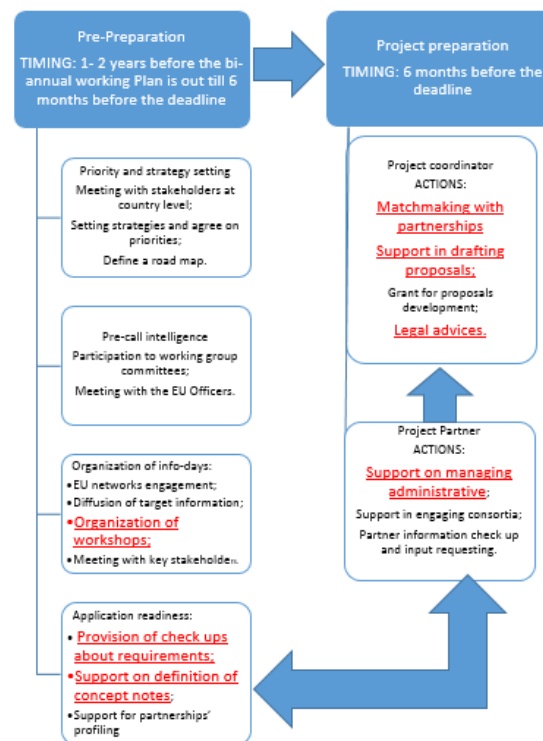 Pre-Preparation
TIMING: 1- 2 years before the bi-
annual working Plan is out till 6
months before the deadline
Project preparation
TIMING: 6 months before the
deadline
Priority and strategy setting
Meeting with stakeholders at
country level;
Setting strategies and agree on
priorities;
Define a road map.
Pre-call intelligence
Participation to working group
committees;
Meeting with the EU Officers.
Organization of info-days:
•EU networks engagement;
•Diffusion of target information;
•Organization of
workshops;
•Meeting with key
Application readiness:
• Provision of check ups
about requirements;
•Support on definition of
concept notes;
•Support for partnerships'
profiling
Project coordinator
ACTIONS:
Matchmaking with
partnerships
Support in drafting
proposals;
Grant for proposals
development;
Legal advices.
Project Partner
ACTIONS:
Support on managing
administrative;
Support in engaging consortia;
Partner information check up
and input requesting.